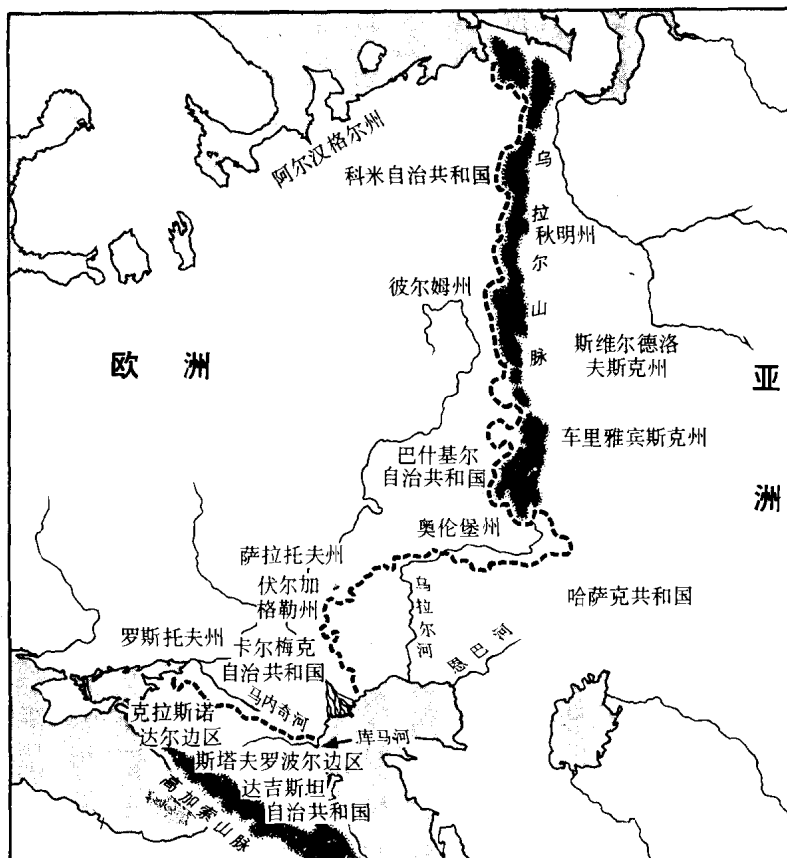 阿尔汉格尔州
科米自治共和国
乌拉尔山脉
秋明州
彼尔姆州
欧洲
斯维尔德洛
夫斯克州
亚洲
车里雅宾斯克州
巴什基尔
自治共和国
奥伦堡州
萨拉托夫州
伏尔加
格勒州
乌拉尔河
哈萨克共和国
罗斯托夫州
卡尔梅克
自治共和国
恩巴河
马内奇河
克拉斯诺
达尔边区
库马河
斯塔夫罗波尔边区
达吉斯坦
自治共和国
高加索山脉